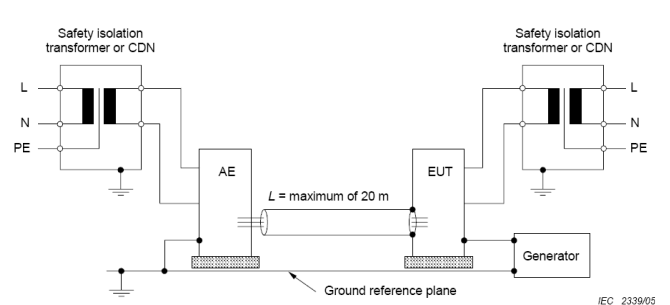 Safety isolation
transformer or CDN
Safety isolation
transformer or CDN
L
N
PE
L
N
PE
AE
EUT
L = maximum of 20 m
Generator
Ground reference plane
IEC 2339/05